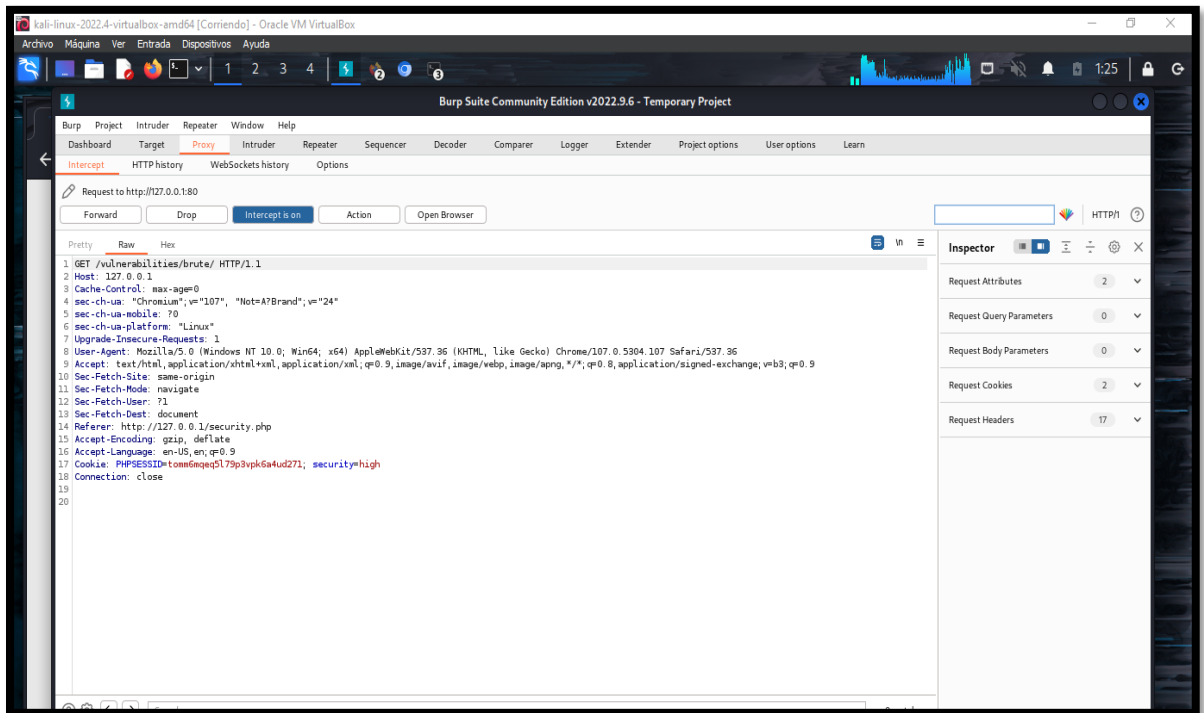 kali-linux-2022.4-virtualbox-amd64 [Corriendo] - Oracle VM VirtualBox
Archivo Máquina Ver Entrada Dispositivos Ayuda
1 2 3 4 1:25
Burp Suite Community Edition v2022.9.6 - Temporary Project
Burp Project Intruder Repeater Window Help
Dashboard Target Proxy Intruder Repeater Sequencer Decoder Comparer Logger Extender Project options User options Learn
Intercept HTTP history WebSockets history Options
Request to http://127.0.0.1:80
Forward Drop Intercept is on Action Open Browser HTTP/1 ?
Pretty Raw Hex \n
Inspector
1 GET /vulnerabilities/brute/ HTTP/1.1
2 Host: 127.0.0.1
3 Cache-Control: max-age=0
4 sec-ch-ua: "Chromium";v="107", "Not=A?Brand";v="24"
5 sec-ch-ua-mobile: ?0
6 sec-ch-ua-platform: "Linux"
7 Upgrade-Insecure-Requests: 1
8 User-Agent: Mozilla/5.0 (Windows NT 10.0; Win64; x64) AppleWebKit/537.36 (KHTML, like Gecko) Chrome/107.0.5304.107 Safari/537.36
9 Accept: text/html,application/xhtml+xml,application/xml;q=0.9,image/avif,image/webp,image/apng,*/*;q=0.8,application/signed-exchange;v=b3;q=0.9
10 Sec-Fetch-Site: same-origin
11 Sec-Fetch-Mode: navigate
12 Sec-Fetch-User: ?1
13 Sec-Fetch-Dest: document
14 Referer: http://127.0.0.1/security.php
15 Accept-Encoding: gzip, deflate
16 Accept-Language: en-US,en;q=0.9
17 Cookie: PHPSESSID=tomm6mqeq5l79p3vpk6a4ud271; security=high
18 Connection: close
19
20
Request Attributes 2
Request Query Parameters 0
Request Body Parameters 0
Request Cookies 2
Request Headers 17